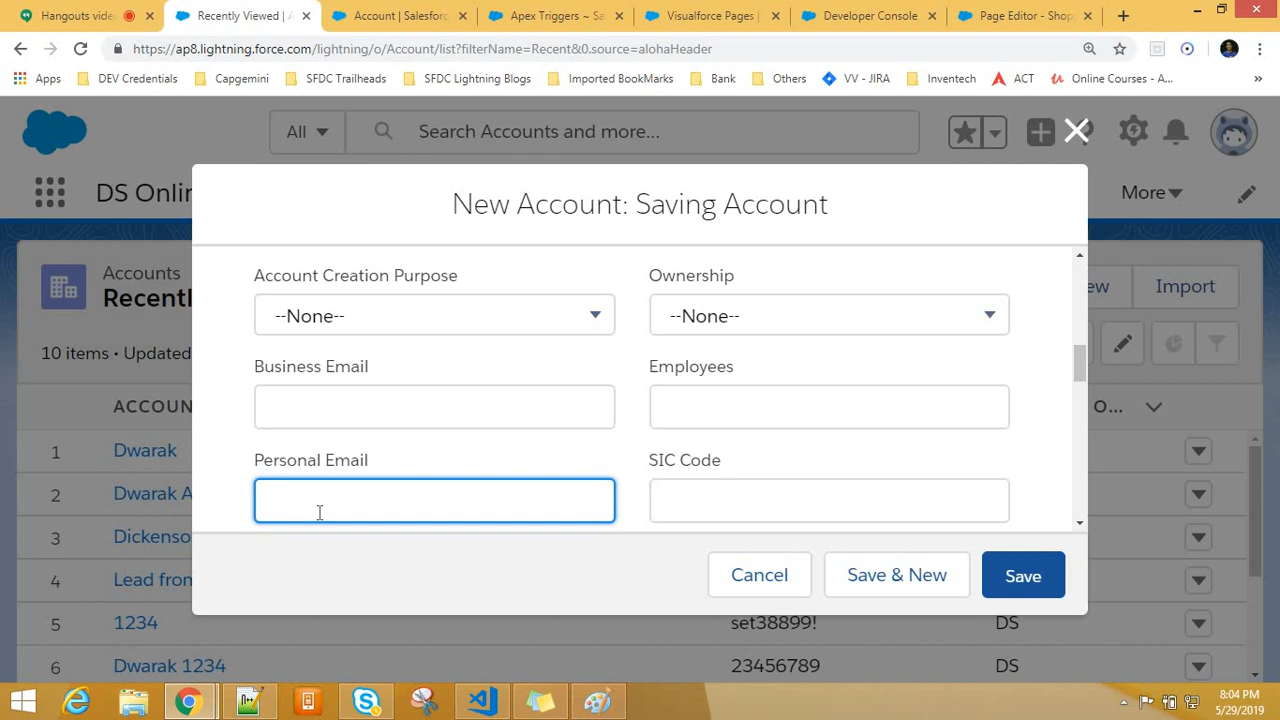 Hangouts vide
Recently Viewed | A
Account | Salesforc
Apex Triggers ~ Sa
Visualforce Pages
Developer Console
Page Editor - Shop
https://ap8.lightning.force.com/lightning/o/Account/list?filterName=Recent&0.source=alohaHeader
Apps DEV Credentials Capgemini SFDC Trailheads SFDC Lightning Blogs Imported BookMarks Bank Others VV - JIRA Inventech ACT Online Courses - A... »
All Search Accounts and more...
DS Onli More
New Account: Saving Account
Accounts
Recentl
ew Import
10 items • Updated
ACCOUN O...
Account Creation Purpose Ownership
--None-- --None--
Business Email Employees
Personal Email SIC Code
Cancel Save & New Save
1 Dwarak
2 Dwarak A
3 Dickenso
4 Lead from
5 1234 set38899! DS
6 Dwarak 1234 23456789 DS
8:04 PM
5/29/2019